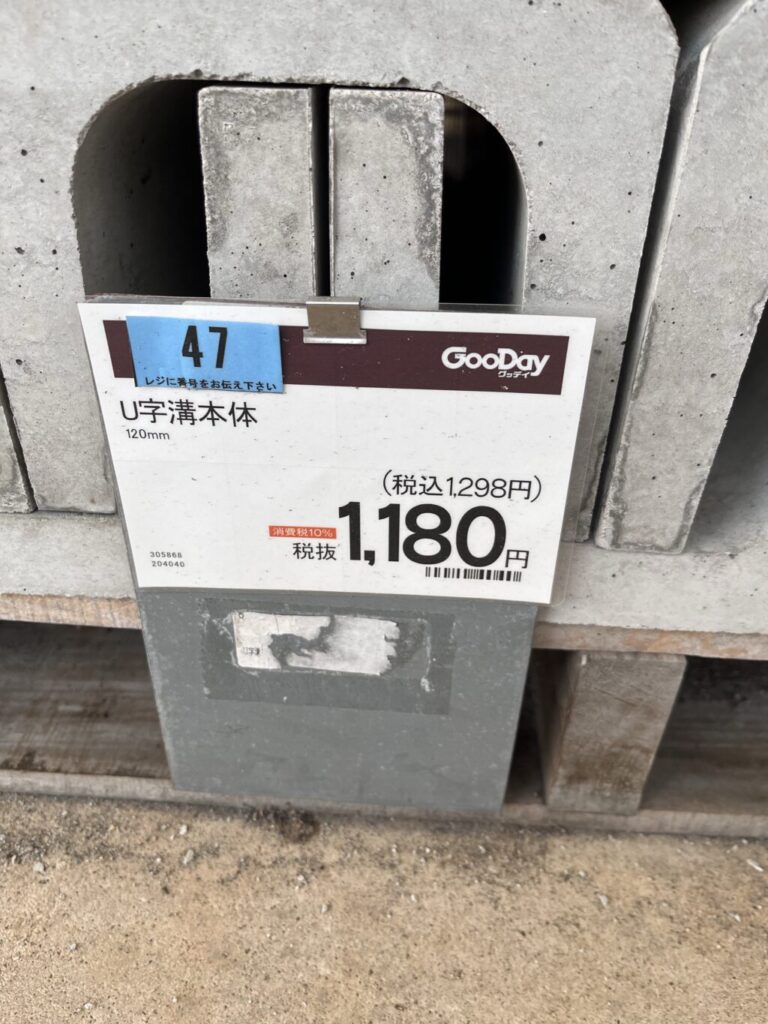 47
レジに番号をお伝え下さい
GooDay
グッデイ
U字溝本体
120mm
(税込1,298円)
消費税10%
税抜1,180円
305868
204040